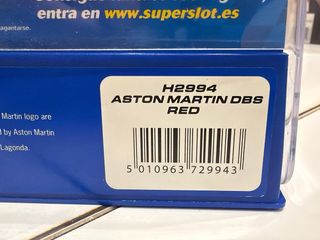 entra en www.superslot.es
agantarse.
H2994
ASTON MARTIN DBS
RED
Martin logo are
by Aston Martin
Lagonda.
5 010963 729943